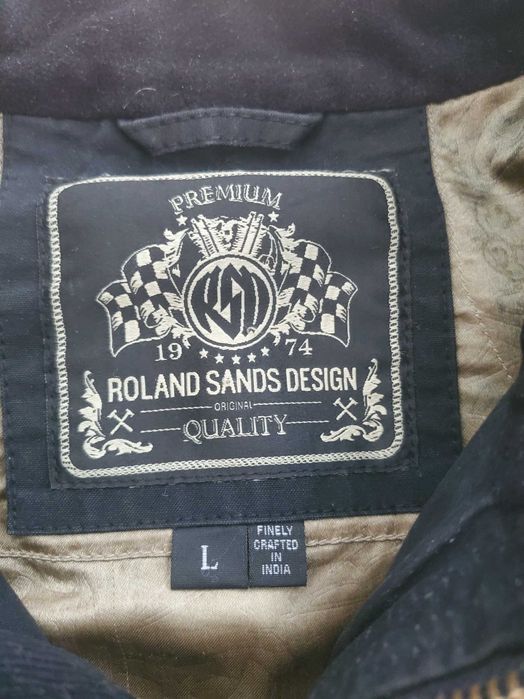 PREMIUM
RSD
19 74
ROLAND SANDS DESIGN
ORIGINAL
QUALITY
L
FINELY
CRAFTED
IN
INDIA